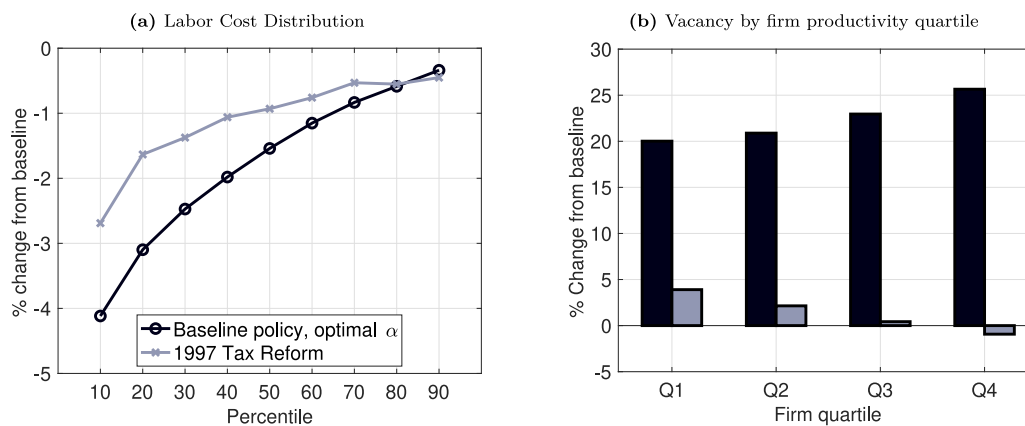 (a) Labor Cost Distribution
% change from baseline
0
-1
-2
-3
-4
-5
Baseline policy, optimal α
1997 Tax Reform
10 20 30 40 50 60 70 80 90
Percentile
(b) Vacancy by firm productivity quartile
% Change from baseline
30
25
20
15
10
5
0
-5
Q1 Q2 Q3 Q4
Firm quartile